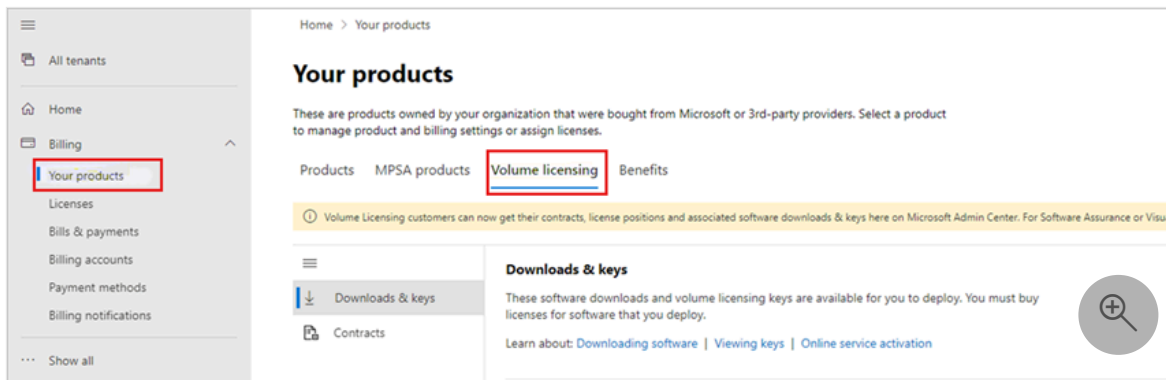 Home > Your products
All tenants
Home
Billing
Your products
Licenses
Bills & payments
Billing accounts
Payment methods
Billing notifications
Show all
Your products
These are products owned by your organization that were bought from Microsoft or 3rd-party providers. Select a product
to manage product and billing settings or assign licenses.
Products MPSA products Volume licensing Benefits
Volume Licensing customers can now get their contracts, license positions and associated software downloads & keys here on Microsoft Admin Center. For Software Assurance or
Downloads & keys
Contracts
Downloads & keys
These software downloads and volume licensing keys are available for you to deploy. You must buy
licenses for software that you deploy.
Learn about: Downloading software | Viewing keys | Online service activation